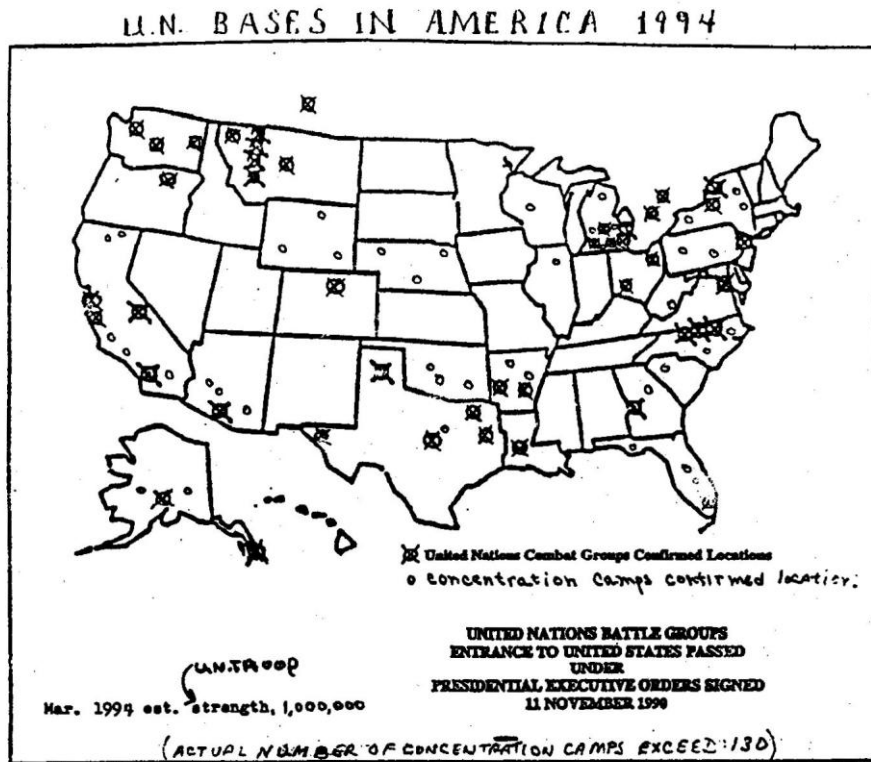 U.N. BASES IN AMERICA 1994
United Nations Combat Groups Confirmed Locations
o concentration camps confirmed location.
UNITED NATIONS BATTLE GROUPS
ENTRANCE TO UNITED STATES PASSED
UNDER
PRESIDENTIAL EXECUTIVE ORDERS SIGNED
11 NOVEMBER 1990
U.N. TROOP
Mar. 1994 est. strength, 1,000,000
(ACTUAL NUMBER OF CONCENTRATION CAMPS EXCEED :130)